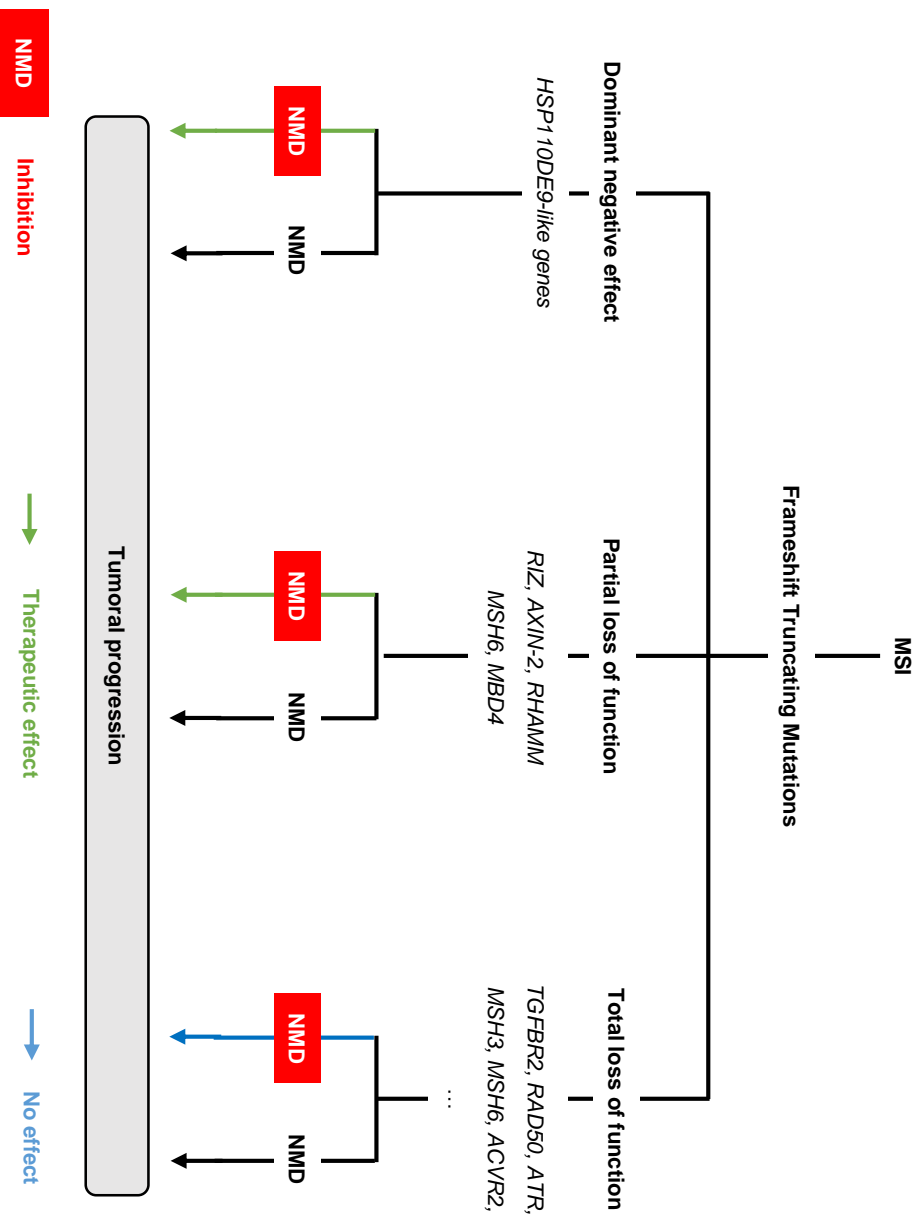 MSI
Frameshift Truncating Mutations
Dominant negative effect
HSP110DE9-like genes
Partial loss of function
RIZ, AXIN-2, RHAMM
MSH6, MBD4
Total loss of function
TGFBR2, RAD50, ATR,
MSH3, MSH6, ACVR2,
...
NMD
NMD
NMD
NMD
NMD
NMD
Tumoral progression
NMD
Inhibition
Therapeutic effect
No effect